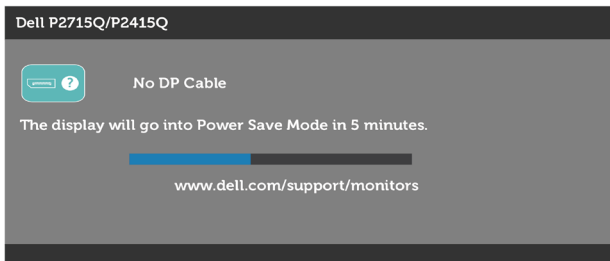 Dell P2715Q/P2415Q
?
No DP Cable
The display will go into Power Save Mode in 5 minutes.
www.dell.com/support/monitors